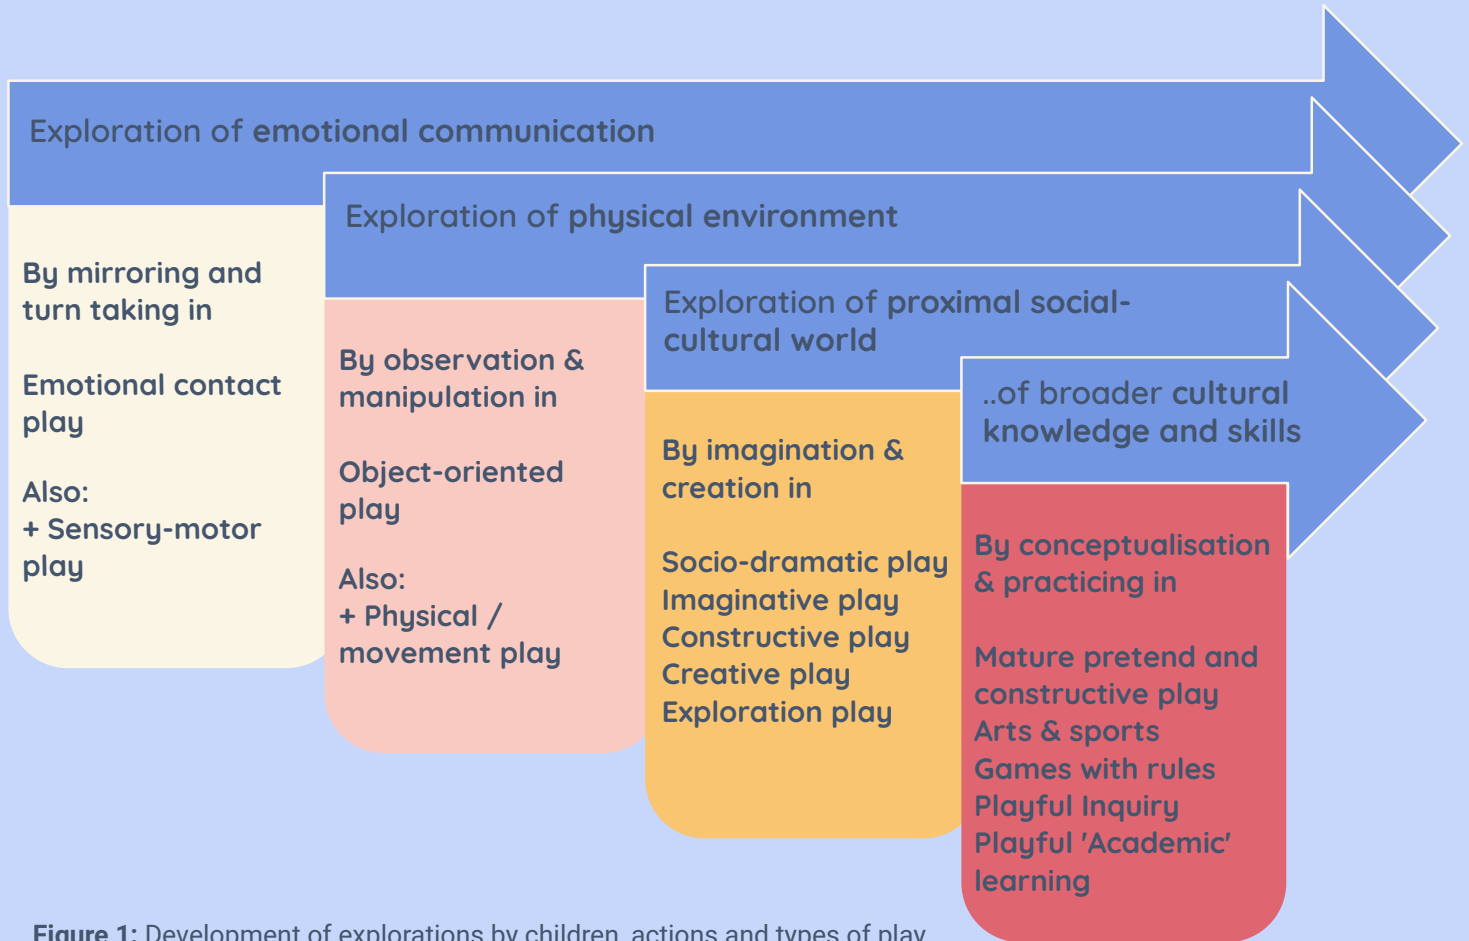 Exploration of emotional communication
By mirroring and
turn taking in
Emotional contact
play
Also:
+ Sensory-motor
play
Exploration of physical environment
By observation &
manipulation in
Object-oriented
play
Also:
+ Physical /
movement play
Exploration of proximal social-
cultural world
By imagination &
creation in
Socio-dramatic play
Imaginative play
Constructive play
Creative play
Exploration play
..of broader cultural
knowledge and skills
By conceptualisation
& practicing in
Mature pretend and
constructive play
Arts & sports
Games with rules
Playful Inquiry
Playful 'Academic'
learning
Figure 1: Development of explorations by children, actions and types of play